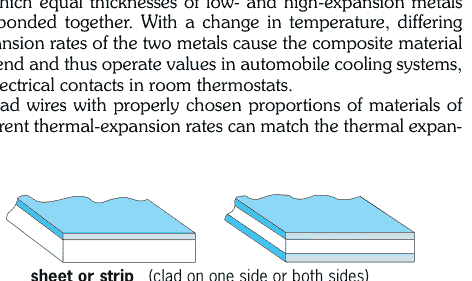 hich equal thicknesses of low- and high-expansion metals
bonded together. With a change in temperature, differing
ansion rates of the two metals cause the composite material
end and thus operate values in automobile cooling systems,
lectrical contacts in room thermostats.
ad wires with properly chosen proportions of materials of
rent thermal-expansion rates can match the thermal expan-
sheet or strip (clad on one side or both sides)